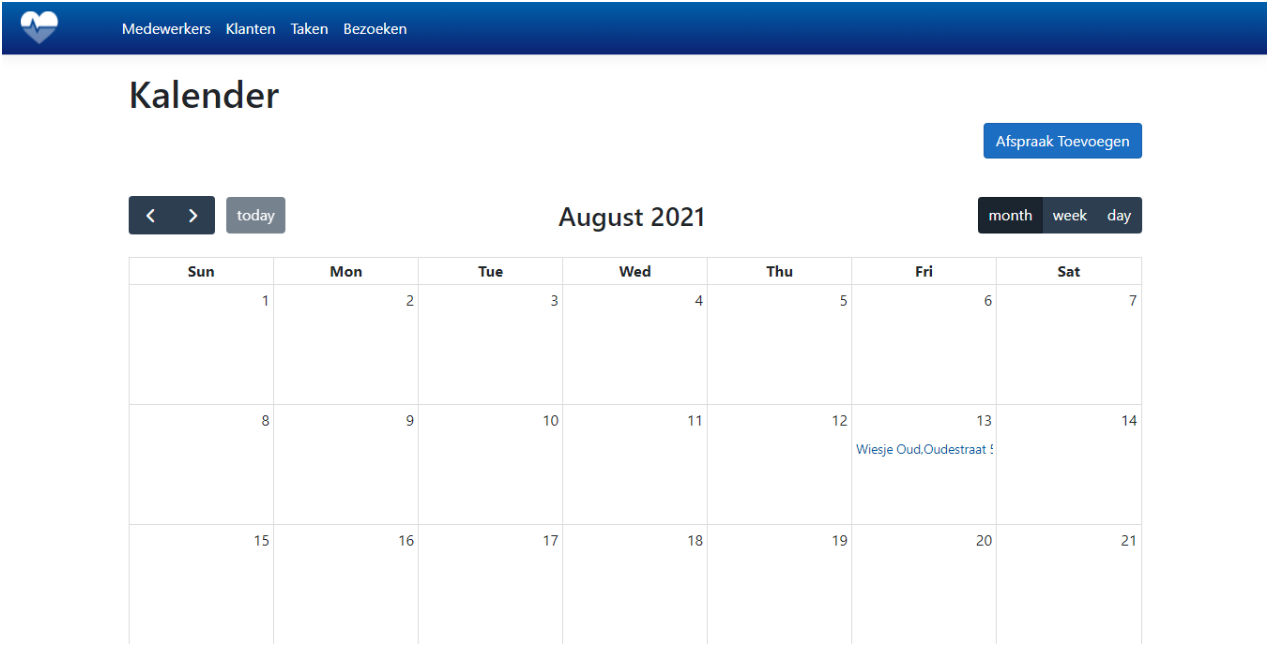 Medewerkers Klanten Taken Bezoeken
Kalender
Afspraak Toevoegen
today August 2021 month week day
Sun Mon Tue Wed Thu Fri Sat
1 2 3 4 5 6 7
8 9 10 11 12 13 14
Wiesje Oud,Oudestraat
15 16 17 18 19 20 21